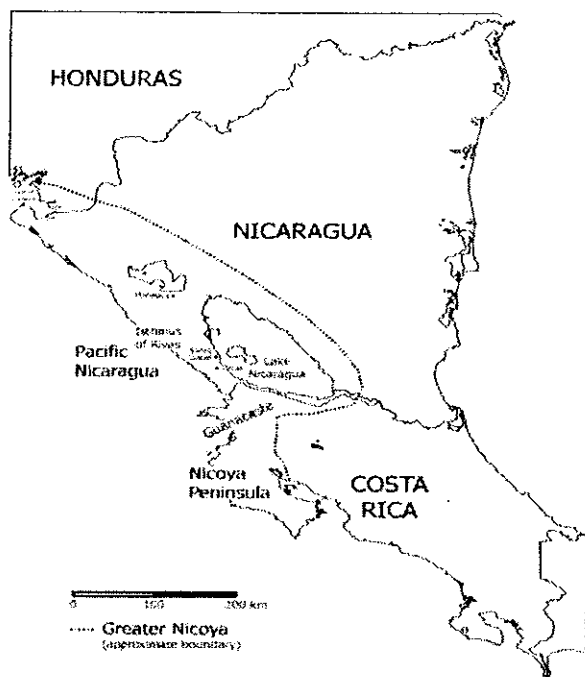 HONDURAS
NICARAGUA
Isthmus
of Rivas
Pacific
Nicaragua
Lake
Nicaragua
Guanacaste
Nicoya
Peninsula
COSTA
RICA
0 100 200 km
Greater Nicoya
(approximate boundary)